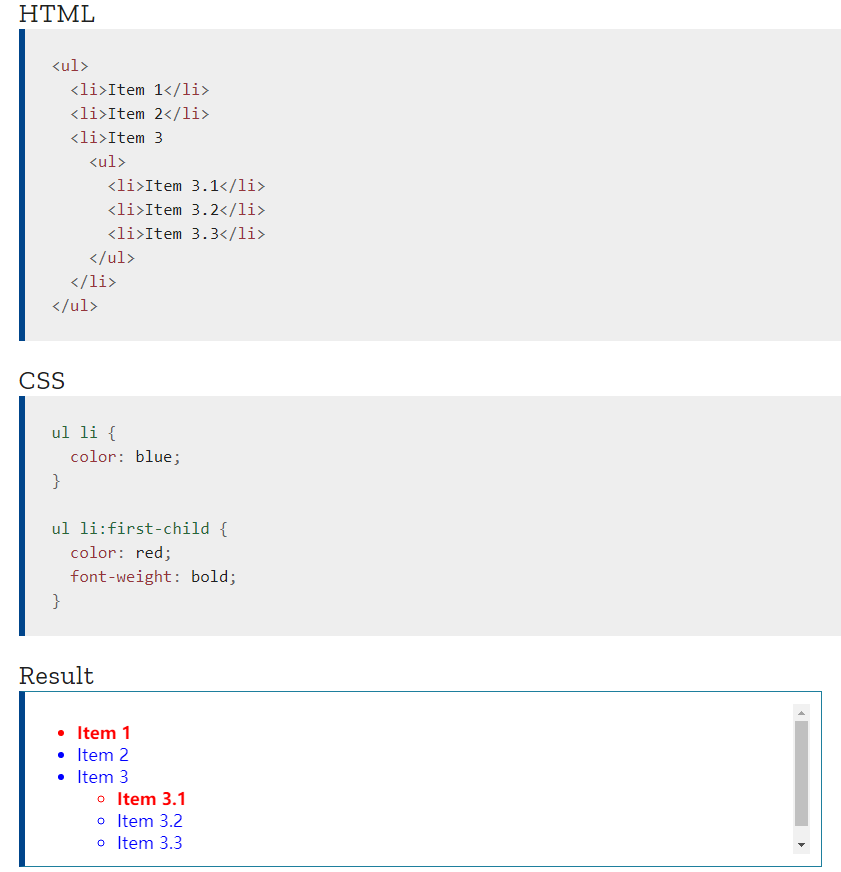 HTML
<ul>
  <li>Item 1</li>
  <li>Item 2</li>
  <li>Item 3
    <ul>
      <li>Item 3.1</li>
      <li>Item 3.2</li>
      <li>Item 3.3</li>
    </ul>
  </li>
</ul>
CSS
ul li {
  color: blue;
}
ul li:first-child {
  color: red;
  font-weight: bold;
}
Result
Item 1
Item 2
Item 3
Item 3.1
Item 3.2
Item 3.3